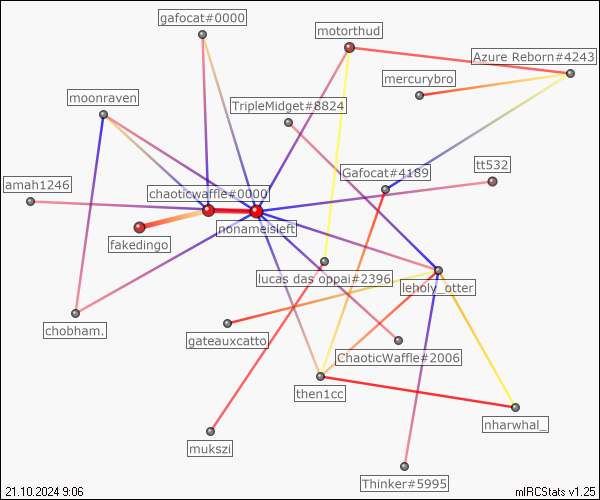 gafocat#0000
motorthud
Azure Reborn#4243
mercurybro
moonraven
TripleMidget#8824
tt532
Gafocat#4189
amah1246
chaoticwaffle#0000
nonameisleft
fakedingo
lucas das oppai#2396
leholy_otter
chobham.
gateauxcatto
ChaoticWaffle#2006
then1cc
nharwhal_
mukszi
Thinker#5995
21.10.2024 9:06
mIRCStats v1.25